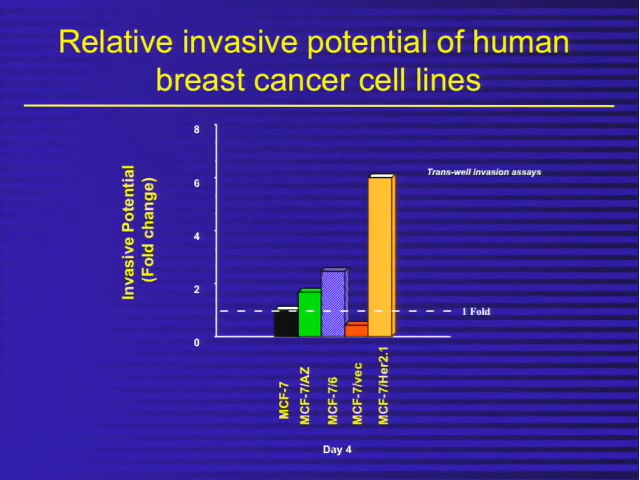 Relative invasive potential of human
breast cancer cell lines
Invasive Potential
(Fold change)
8
6
4
2
0
Trans-well invasion assays
1 Fold
MCF-7
MCF-7/AZ
MCF-7/6
MCF-7/vec
MCF-7/Her2.1
Day 4